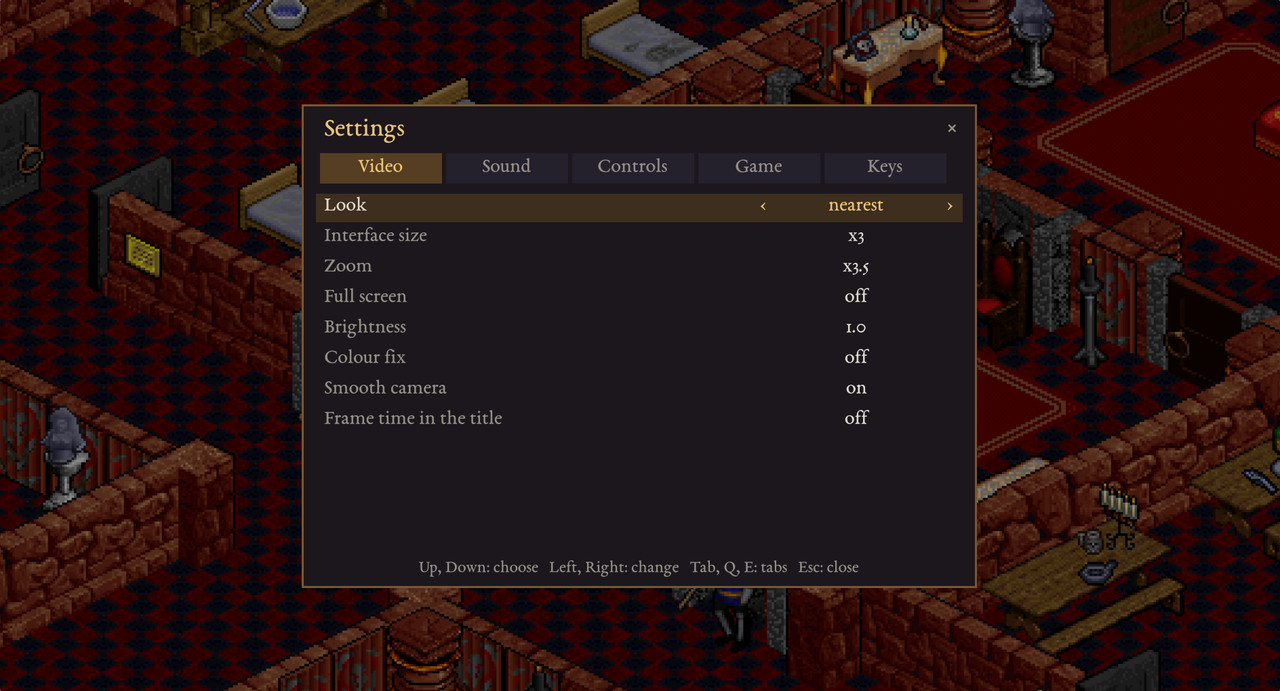 Settings ×
Video Sound Controls Game Keys
Look ‹ nearest ›
Interface size x3
Zoom x3.5
Full screen off
Brightness 1.0
Colour fix off
Smooth camera on
Frame time in the title off
Up, Down: choose Left, Right: change Tab, Q, E: tabs Esc: close